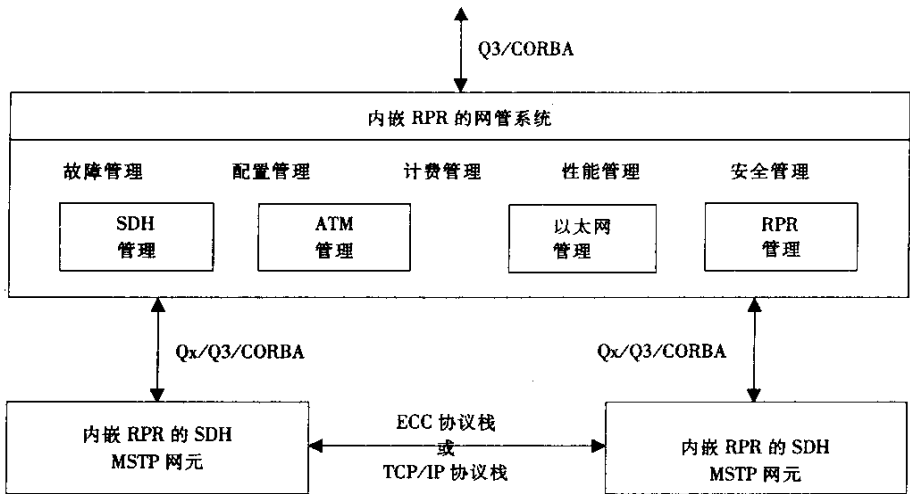 Q3/CORBA
内嵌 RPR 的网管系统
故障管理 配置管理 计费管理 性能管理 安全管理
SDH
管理
ATM
管理
以太网
管理
RPR
管理
Qx/Q3/CORBA
Qx/Q3/CORBA
内嵌 RPR 的 SDH
MSTP 网元
ECC 协议栈
或
TCP/IP 协议栈
内嵌 RPR 的 SDH
MSTP 网元